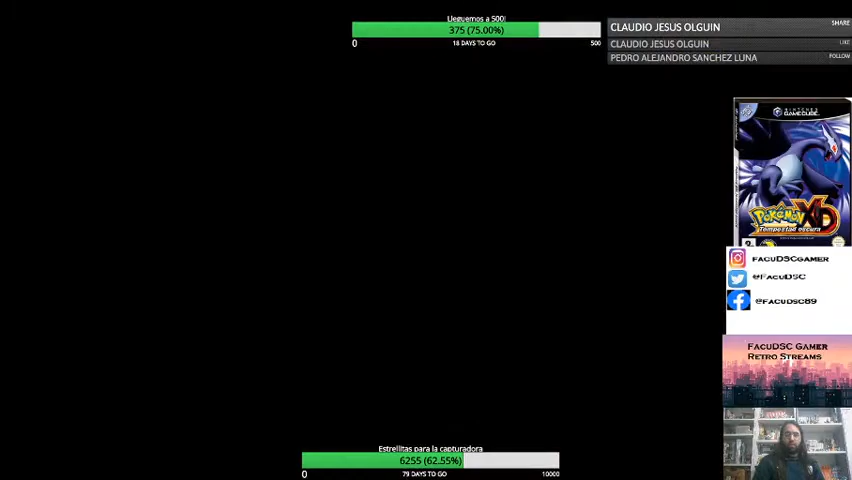 Lleguemos a 500!
375 (75.00%)
0
18 DAYS TO GO
500
CLAUDIO JESUS OLGUIN
SHARE
CLAUDIO JESUS OLGUIN
LIKE
PEDRO ALEJANDRO SANCHEZ LUNA
FOLLOW
NINTENDO
GAMECUBE
POKéMON XD
Tempestad oscura
facuDSCgamer
@FacuDSC
@facudsc89
FacuDSC Gamer
Retro Streams
Estrellitas para la capturadora
6255 (62.55%)
0
79 DAYS TO GO
10000